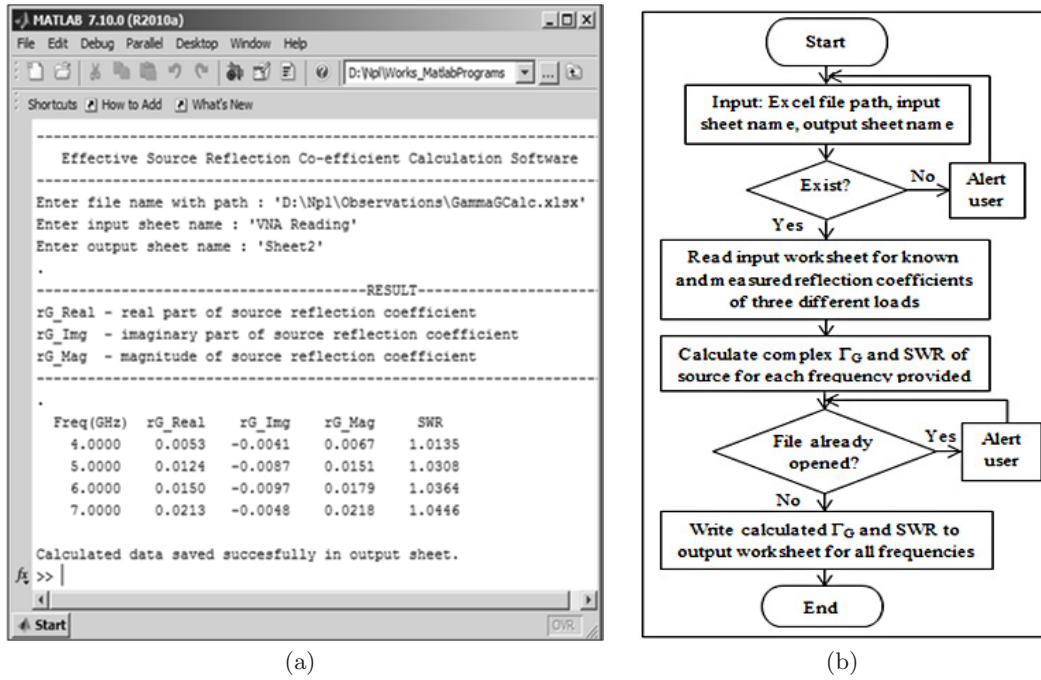 MATLAB 7.10.0 (R2010a)
File Edit Debug Parallel Desktop Window Help
D:\Npl\Works_MatlabPrograms
...
Shortcuts How to Add What's New
Effective Source Reflection Co-efficient Calculation Software
Enter file name with path : 'D:\Npl\Observations\GammaGCalc.xlsx'
Enter input sheet name : 'VNA Reading'
Enter output sheet name : 'Sheet2'
.
RESULT
rG_Real - real part of source reflection coefficient
rG_Img - imaginary part of source reflection coefficient
rG_Mag - magnitude of source reflection coefficient
.
Freq(GHz) rG_Real rG_Img rG_Mag SWR
4.0000 0.0053 -0.0041 0.0067 1.0135
5.0000 0.0124 -0.0087 0.0151 1.0308
6.0000 0.0150 -0.0097 0.0179 1.0364
7.0000 0.0213 -0.0048 0.0218 1.0446
Calculated data saved succesfully in output sheet.
fx >>
Start
OVR
(a)
Start
Input: Excel file path, input
sheet name, output sheet name
Exist?
No
Alert
user
Yes
Read input worksheet for known
and measured reflection coefficients
of three different loads
Calculate complex ΓG and SWR of
source for each frequency provided
File already
opened?
Yes
Alert
user
No
Write calculated ΓG and SWR to
output worksheet for all frequencies
End
(b)